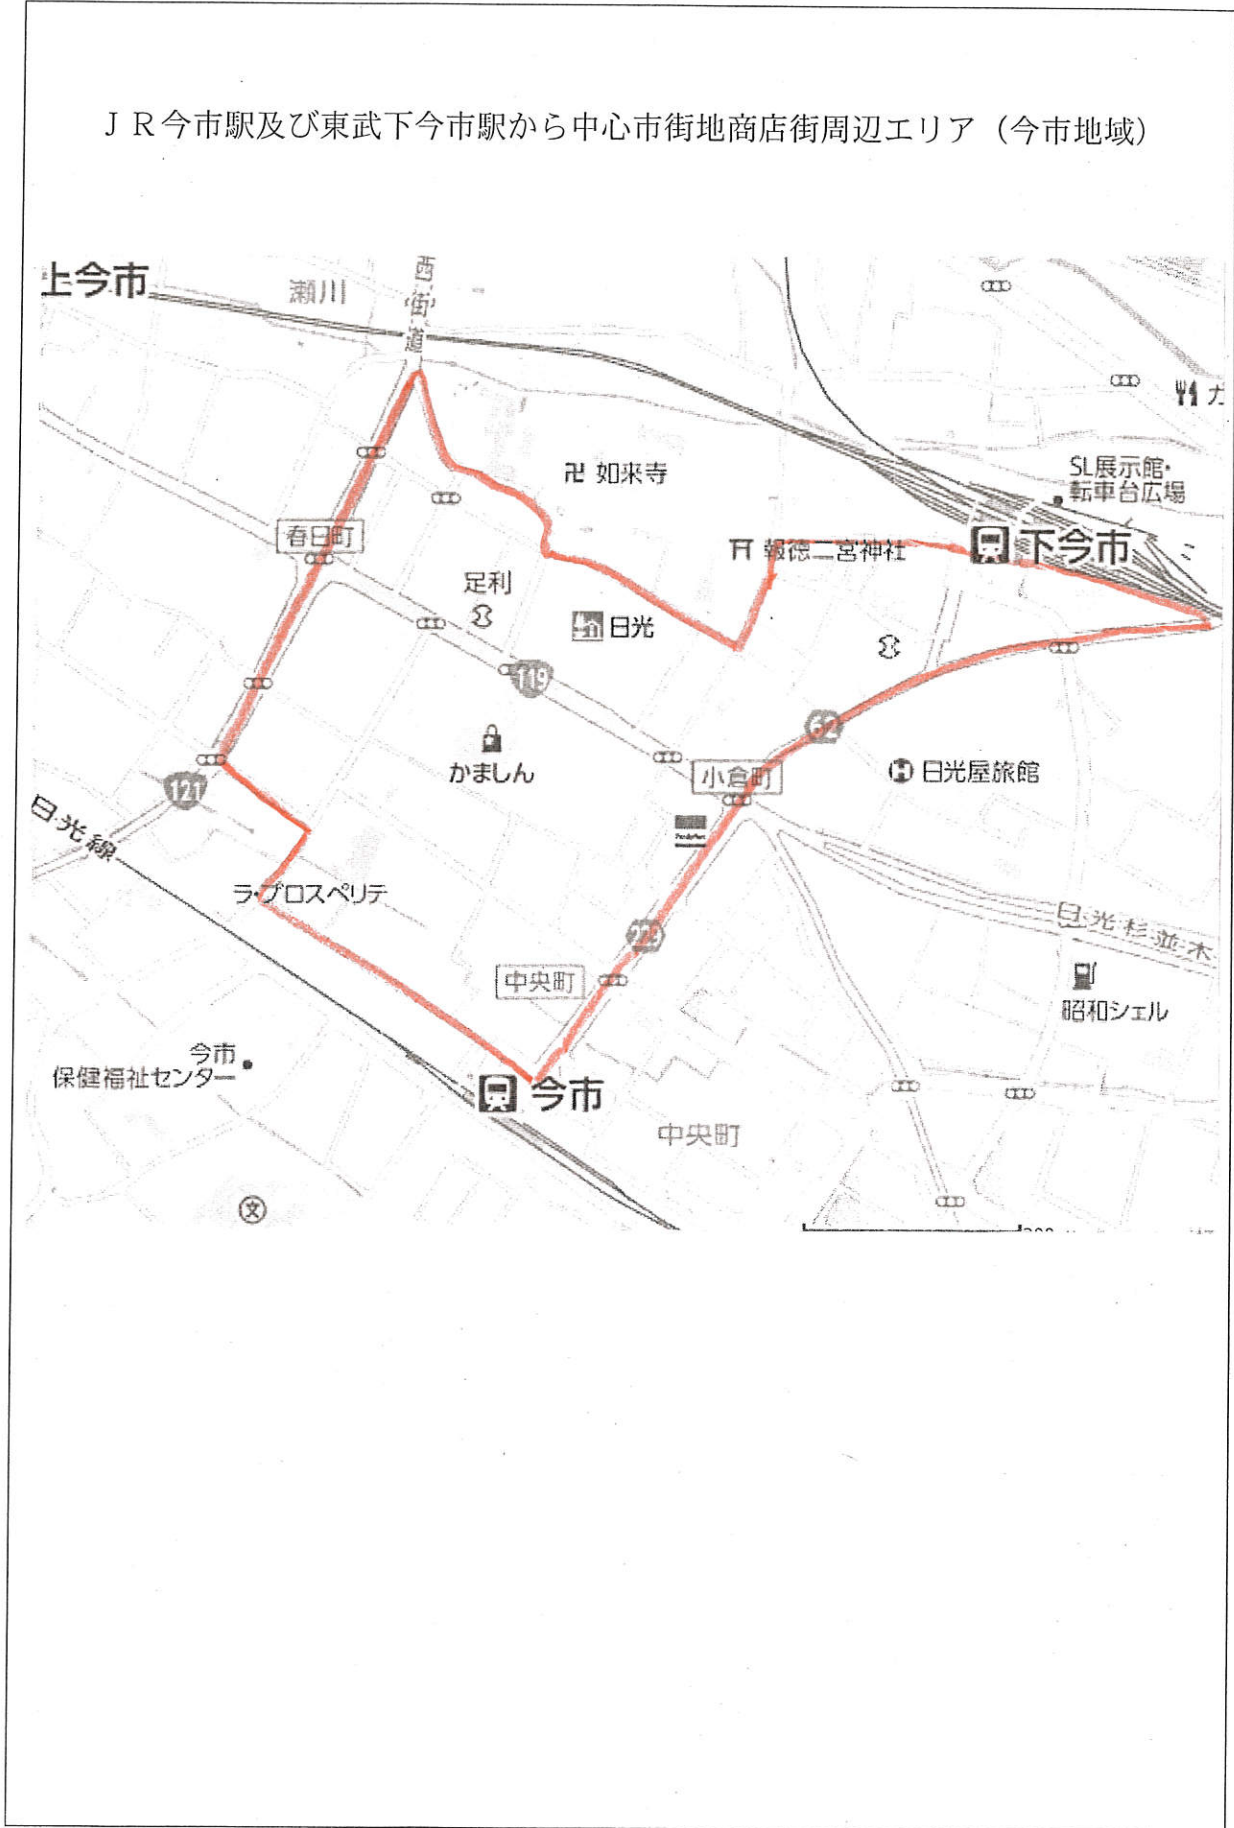 ＪＲ今市駅及び東武下今市駅から中心市街地商店街周辺エリア（今市地域）
上今市
瀬川
西街道
卍 如来寺
SL展示館・
転車台広場
春日町
報徳二宮神社
下今市
足利
日光
119
62
かましん
小倉町
日光屋旅館
121
FamilyMart
日光線
ラ・プロスペリテ
日光杉並木
中央町
昭和シェル
今市
保健福祉センター
今市
中央町
文